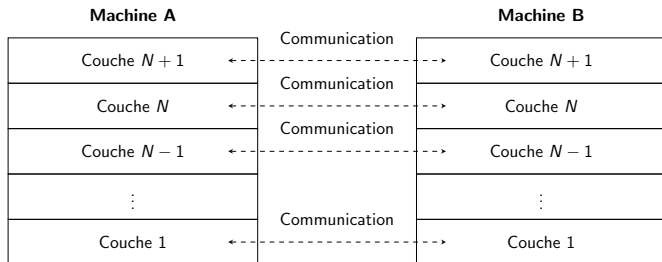 Machine A Machine B
Communication
Couche N + 1 Couche N + 1
Communication
Couche N Couche N
Communication
Couche N − 1 Couche N − 1
⋮ ⋮
Communication
Couche 1 Couche 1